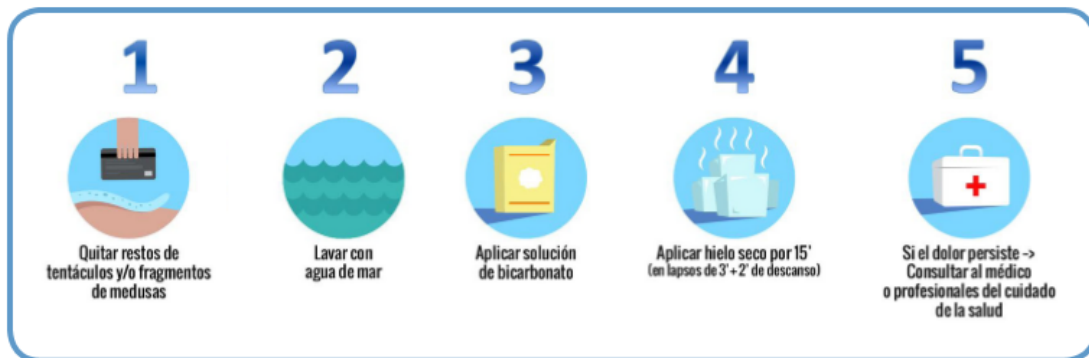 1
Quitar restos de
tentáculos y/o fragmentos
de medusas
2
Lavar con
agua de mar
3
Aplicar solución
de bicarbonato
4
Aplicar hielo seco por 15'
(en lapsos de 3'+2' de descanso)
5
Si el dolor persiste ->
Consultar al médico
o profesionales del cuidado
de la salud